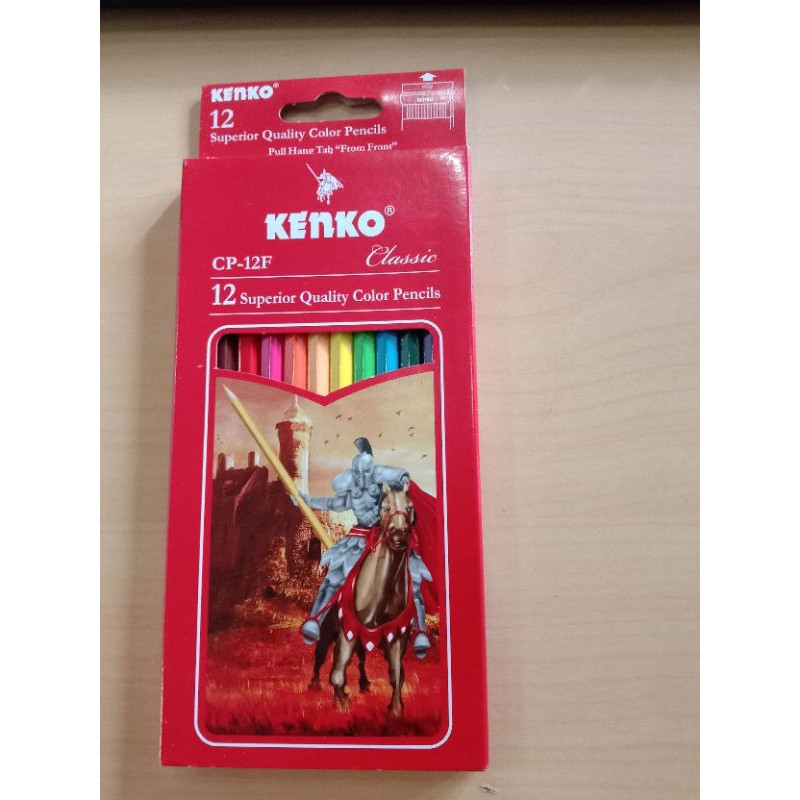 KENKO®
12
Superior Quality Color Pencils
Pull Hang Tab "From Front"
KENKO®
CP-12F Classic
12 Superior Quality Color Pencils